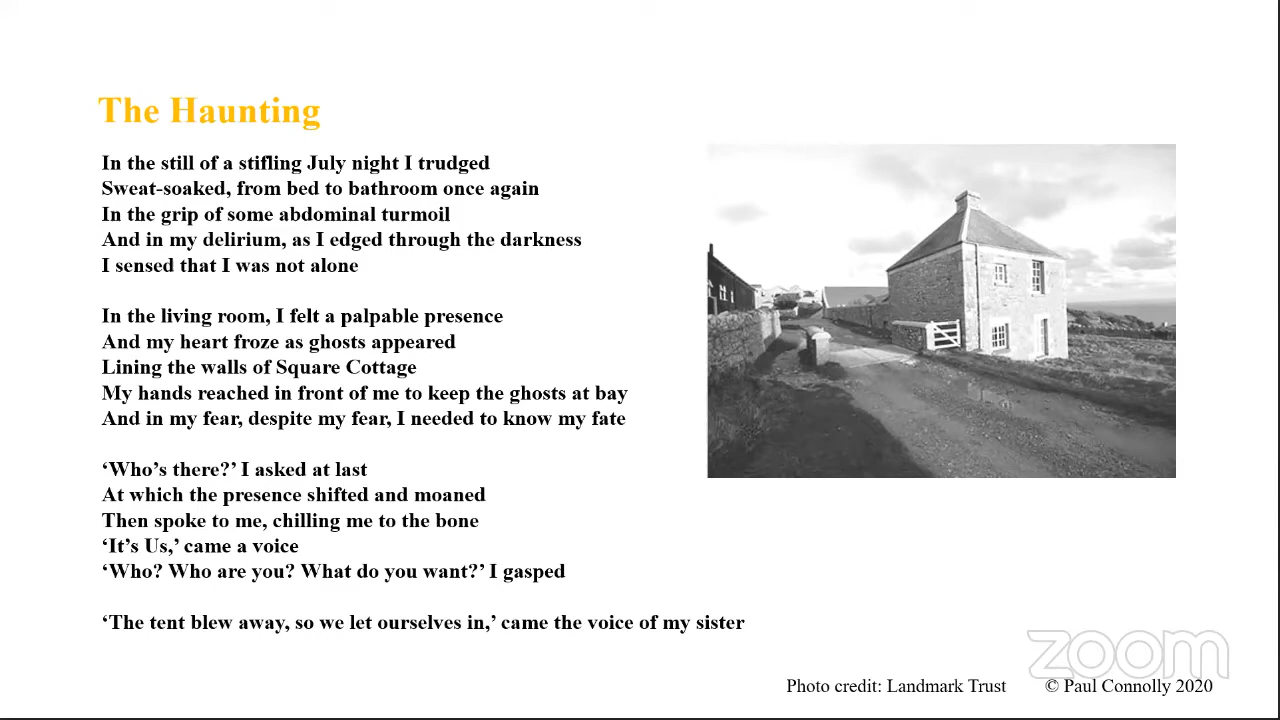 The Haunting
In the still of a stifling July night I trudged
Sweat-soaked, from bed to bathroom once again
In the grip of some abdominal turmoil
And in my delirium, as I edged through the darkness
I sensed that I was not alone
In the living room, I felt a palpable presence
And my heart froze as ghosts appeared
Lining the walls of Square Cottage
My hands reached in front of me to keep the ghosts at bay
And in my fear, despite my fear, I needed to know my fate
‘Who’s there?’ I asked at last
At which the presence shifted and moaned
Then spoke to me, chilling me to the bone
‘It’s Us,’ came a voice
‘Who? Who are you? What do you want?’ I gasped
‘The tent blew away, so we let ourselves in,’ came the voice of my sister
zoom
Photo credit: Landmark Trust © Paul Connolly 2020